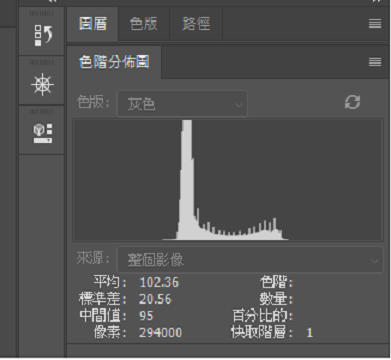 圖層 色版 路徑
色階分佈圖
色版: 灰色
來源: 整個影像
平均: 102.36 色階:
標準差: 20.56 數量:
中間值: 95 百分比的:
像素: 294000 快取階層: 1